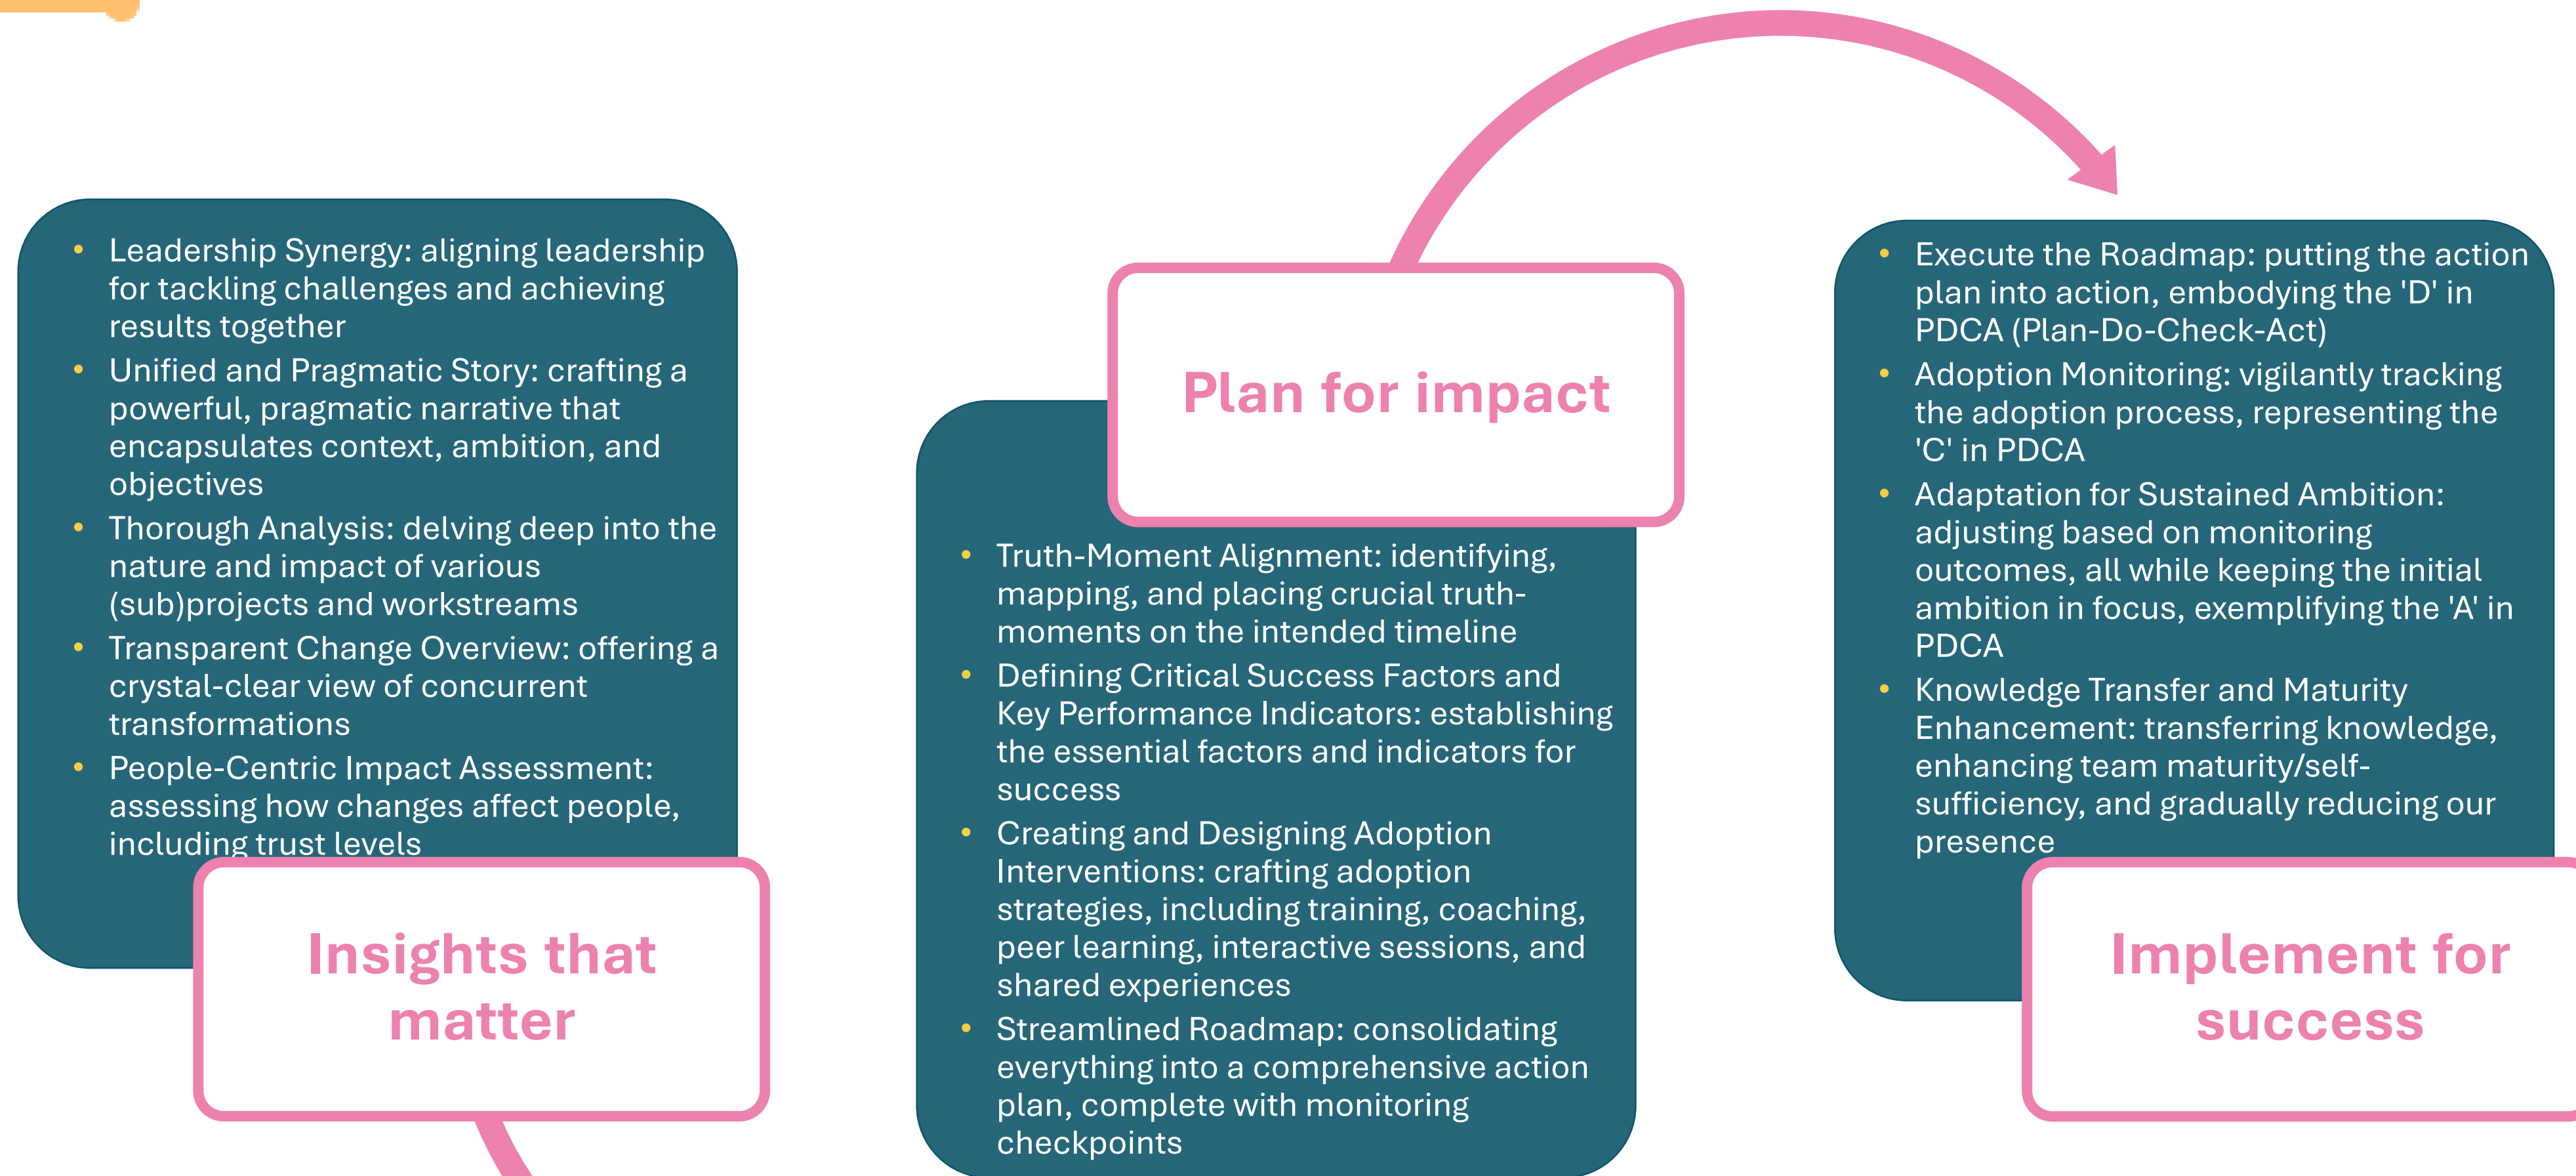 • Leadership Synergy: aligning leadership
for tackling challenges and achieving
results together
• Unified and Pragmatic Story: crafting a
powerful, pragmatic narrative that
encapsulates context, ambition, and
objectives
• Thorough Analysis: delving deep into the
nature and impact of various
(sub)projects and workstreams
• Transparent Change Overview: offering a
crystal-clear view of concurrent
transformations
• People-Centric Impact Assessment:
assessing how changes affect people,
including trust levels
Insights that
matter
Plan for impact
• Truth-Moment Alignment: identifying,
mapping, and placing crucial truth-
moments on the intended timeline
• Defining Critical Success Factors and
Key Performance Indicators: establishing
the essential factors and indicators for
success
• Creating and Designing Adoption
Interventions: crafting adoption
strategies, including training, coaching,
peer learning, interactive sessions, and
shared experiences
• Streamlined Roadmap: consolidating
everything into a comprehensive action
plan, complete with monitoring
checkpoints
• Execute the Roadmap: putting the action
plan into action, embodying the 'D' in
PDCA (Plan-Do-Check-Act)
• Adoption Monitoring: vigilantly tracking
the adoption process, representing the
'C' in PDCA
• Adaptation for Sustained Ambition:
adjusting based on monitoring
outcomes, all while keeping the initial
ambition in focus, exemplifying the 'A' in
PDCA
• Knowledge Transfer and Maturity
Enhancement: transferring knowledge,
enhancing team maturity/self-
sufficiency, and gradually reducing our
presence
Implement for
success